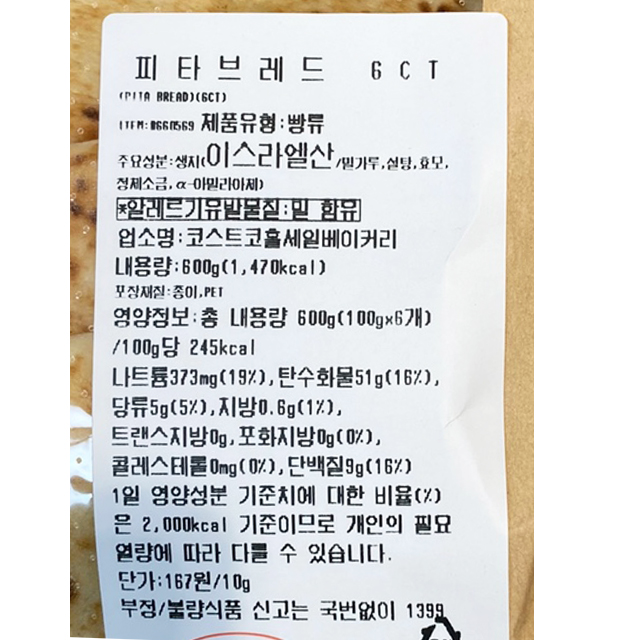 피타브레드 6CT
(PITA BREAD)(6CT)
ITEM:#660569 제품유형:빵류
주요성분:생지(이스라엘산/밀가루,설탕,효모,
정제소금,α-아밀라아제)
*알레르기유발물질:밀 함유
업소명:코스트코홀세일베이커리
내용량:600g(1,470kcal)
포장재질:종이,PET
영양정보:총 내용량 600g(100gx6개)
/100g당 245kcal
나트륨373mg(19%),탄수화물51g(16%),
당류5g(5%),지방0.6g(1%),
트랜스지방0g,포화지방0g(0%),
콜레스테롤0mg(0%),단백질9g(16%)
1일 영양성분 기준치에 대한 비율(%)
은 2,000kcal 기준이므로 개인의 필요
열량에 따라 다를 수 있습니다.
단가:167원/10g
부정/불량식품 신고는 국번없이 1399